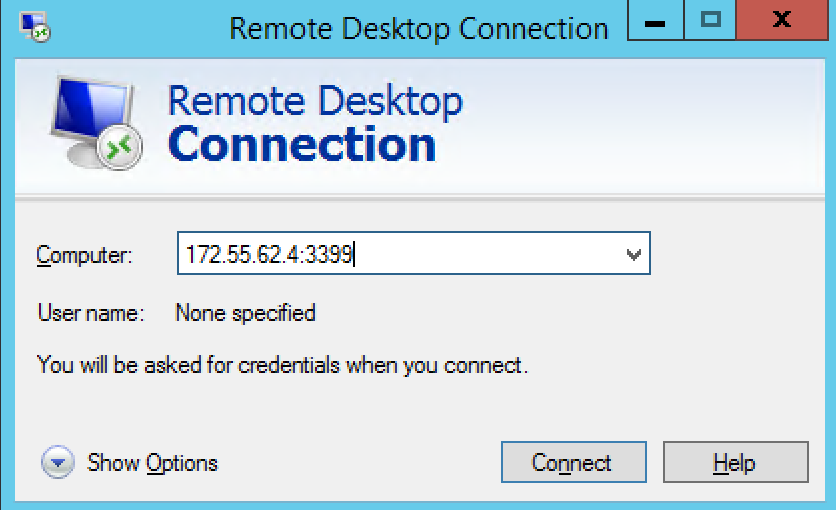 Remote Desktop Connection
Remote Desktop
Connection
Computer: 172.55.62.4:3399
User name: None specified
You will be asked for credentials when you connect.
Show Options Connect Help